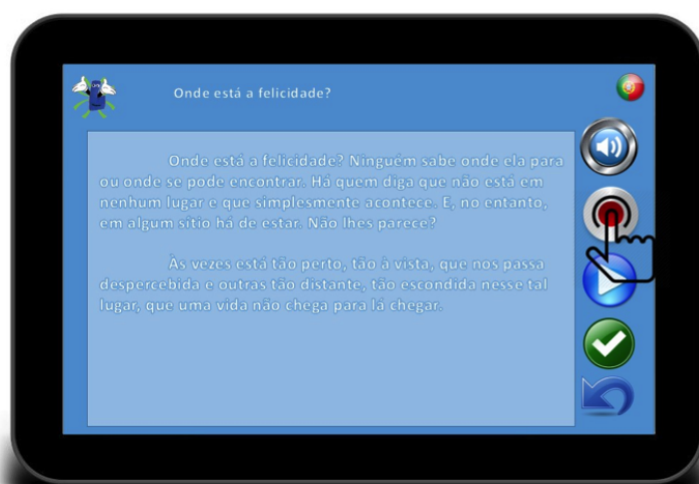 Onde está a felicidade?
Onde está a felicidade? Ninguém sabe onde ela para
ou onde se pode encontrar. Há quem diga que não está em
nenhum lugar e que simplesmente acontece. E, no entanto,
em algum sítio há de estar. Não lhes parece?
Às vezes está tão perto, tão à vista, que nos passa
despercebida e outras tão distante, tão escondida nesse tal
lugar, que uma vida não chega para lá chegar.